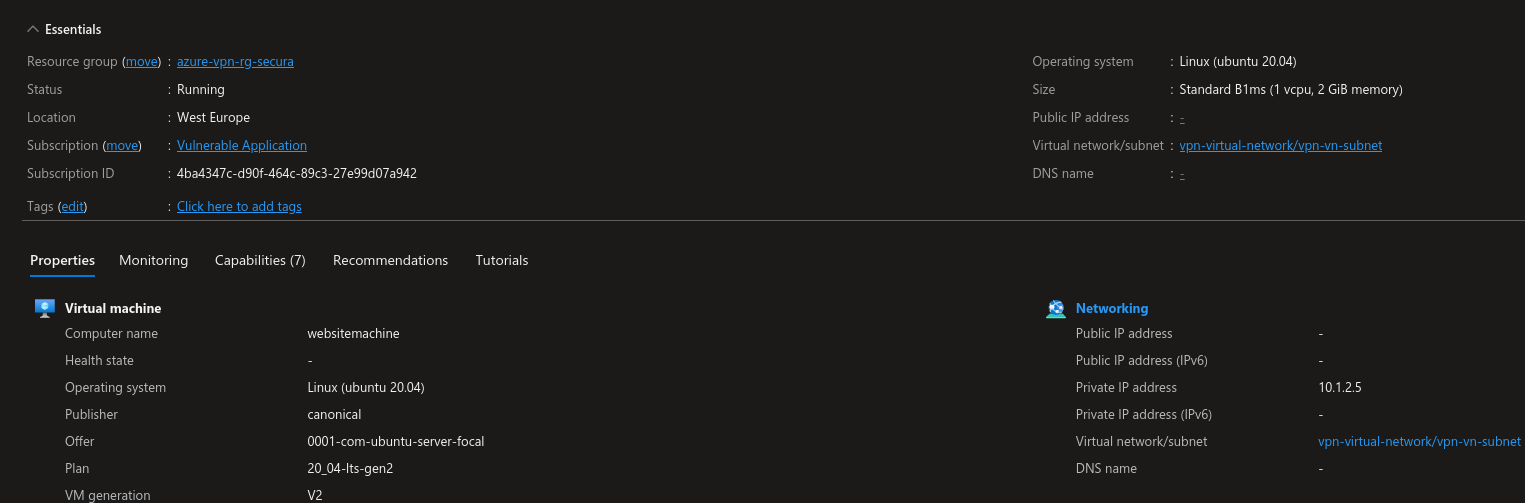 Essentials
Resource group (move) : azure-vpn-rg-secura
Status : Running
Location : West Europe
Subscription (move) : Vulnerable Application
Subscription ID : 4ba4347c-d90f-464c-89c3-27e99d07a942
Tags (edit) : Click here to add tags
Operating system : Linux (ubuntu 20.04)
Size : Standard B1ms (1 vcpu, 2 GiB memory)
Public IP address : -
Virtual network/subnet : vpn-virtual-network/vpn-vn-subnet
DNS name : -
Properties Monitoring Capabilities (7) Recommendations Tutorials
Virtual machine
Computer name websitemachine
Health state -
Operating system Linux (ubuntu 20.04)
Publisher canonical
Offer 0001-com-ubuntu-server-focal
Plan 20_04-lts-gen2
VM generation V2
Networking
Public IP address -
Public IP address (IPv6) -
Private IP address 10.1.2.5
Private IP address (IPv6) -
Virtual network/subnet vpn-virtual-network/vpn-vn-subnet
DNS name -